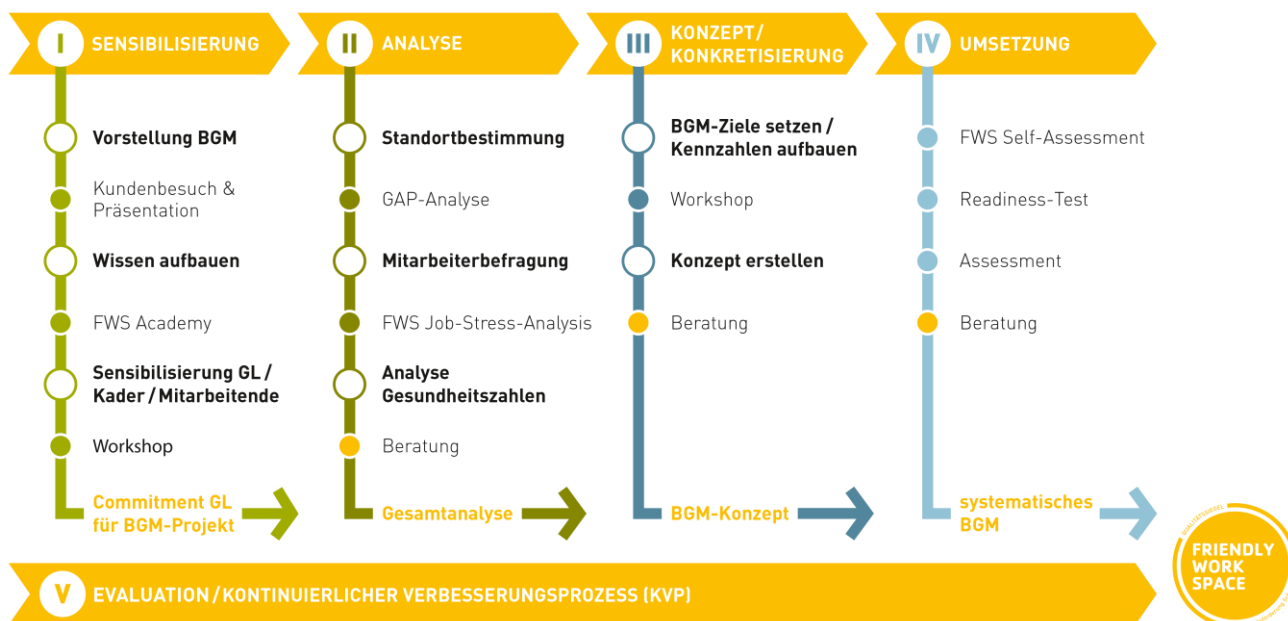 I SENSIBILISIERUNG
Vorstellung BGM
Kundenbesuch &
Präsentation
Wissen aufbauen
FWS Academy
Sensibilisierung GL /
Kader / Mitarbeitende
Workshop
Commitment GL
für BGM-Projekt
II ANALYSE
Standortbestimmung
GAP-Analyse
Mitarbeiterbefragung
FWS Job-Stress-Analysis
Analyse
Gesundheitszahlen
Beratung
Gesamtanalyse
III KONZEPT /
KONKRETISIERUNG
BGM-Ziele setzen /
Kennzahlen aufbauen
Workshop
Konzept erstellen
Beratung
BGM-Konzept
IV UMSETZUNG
FWS Self-Assessment
Readiness-Test
Assessment
Beratung
systematisches
BGM
V EVALUATION / KONTINUIERLICHER VERBESSERUNGSPROZESS (KVP)
QUALITÄTSSIEGEL
FRIENDLY
WORK
SPACE